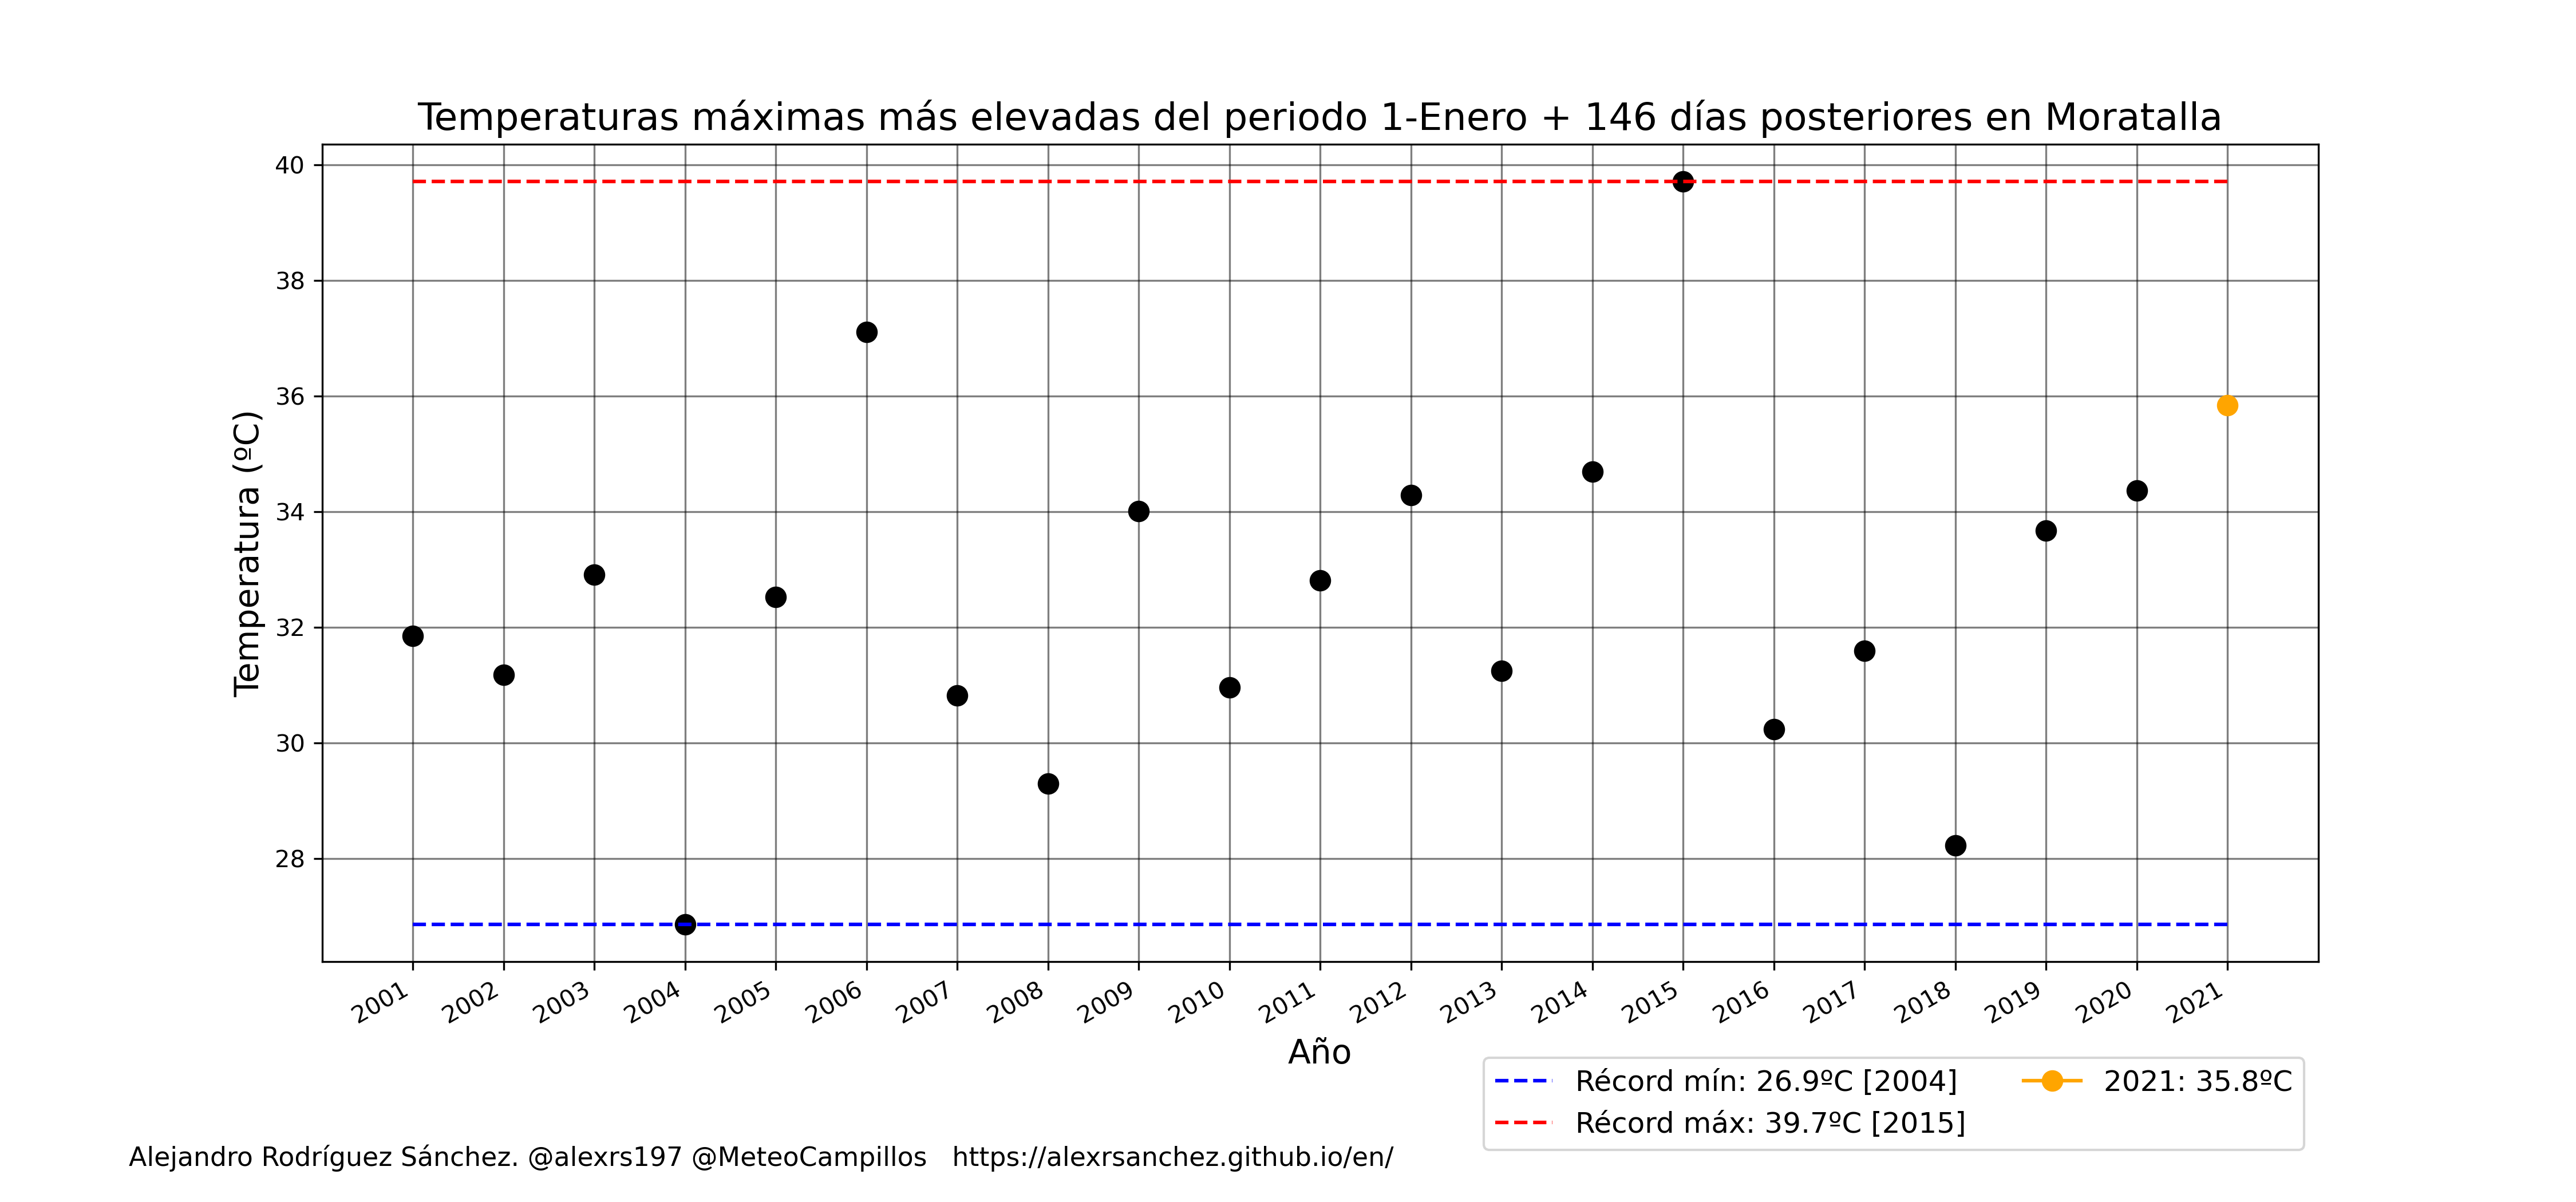 Temperaturas máximas más elevadas del periodo 1-Enero + 146 días posteriores en Moratalla
Temperatura (ºC)
40
38
36
34
32
30
28
2001 2002 2003 2004 2005 2006 2007 2008 2009 2010 2011 2012 2013 2014 2015 2016 2017 2018 2019 2020 2021
Año
Récord mín: 26.9ºC [2004] 2021: 35.8ºC
Récord máx: 39.7ºC [2015]
Alejandro Rodríguez Sánchez. @alexrs197 @MeteoCampillos https://alexrsanchez.github.io/en/